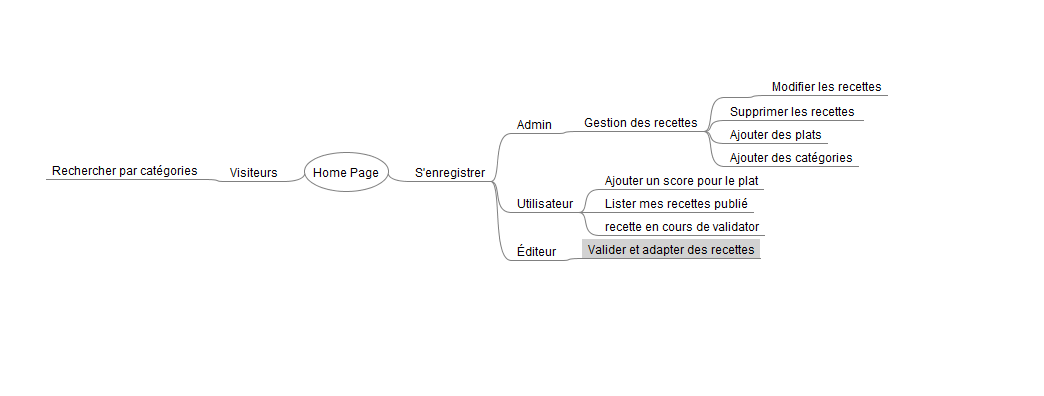 Modifier les recettes
Supprimer les recettes
Admin
Gestion des recettes
Ajouter des plats
Ajouter des catégories
Rechercher par catégories
Visiteurs
Home Page
S'enregistrer
Ajouter un score pour le plat
Utilisateur
Lister mes recettes publié
recette en cours de validator
Éditeur
Valider et adapter des recettes